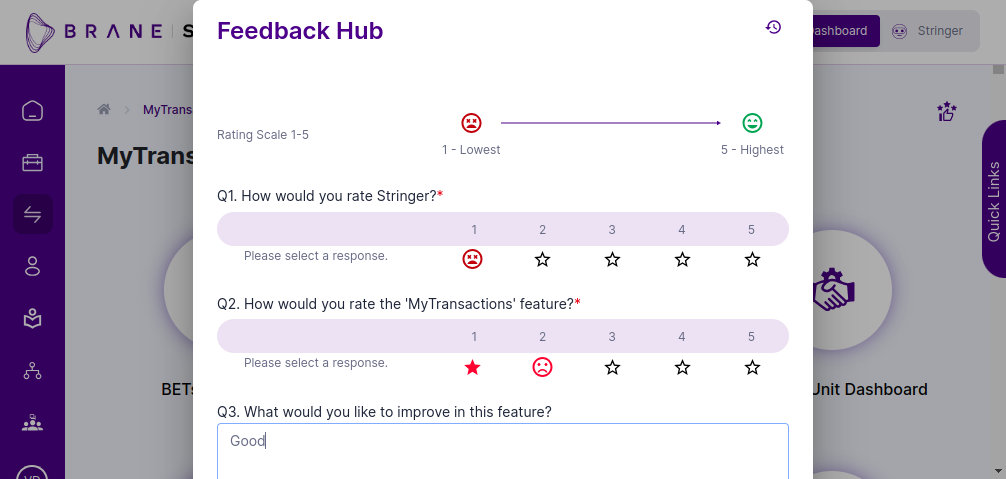 Feedback Hub
BRANE | S
ashboard
Stringer
MyTrans
MyTrans
Rating Scale 1-5
1 - Lowest
5 - Highest
Quick Links
Q1. How would you rate Stringer?*
1 2 3 4 5
Please select a response.
Q2. How would you rate the 'MyTransactions' feature?*
1 2 3 4 5
Please select a response.
BETs
Unit Dashboard
Q3. What would you like to improve in this feature?
Good